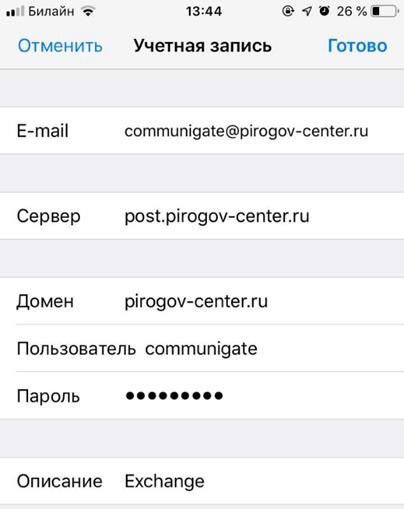 Билайн 13:44 26 %
Отменить Учетная запись Готово
E-mail communigate@pirogov-center.ru
Сервер post.pirogov-center.ru
Домен pirogov-center.ru
Пользователь communigate
Пароль •••••••••
Описание Exchange